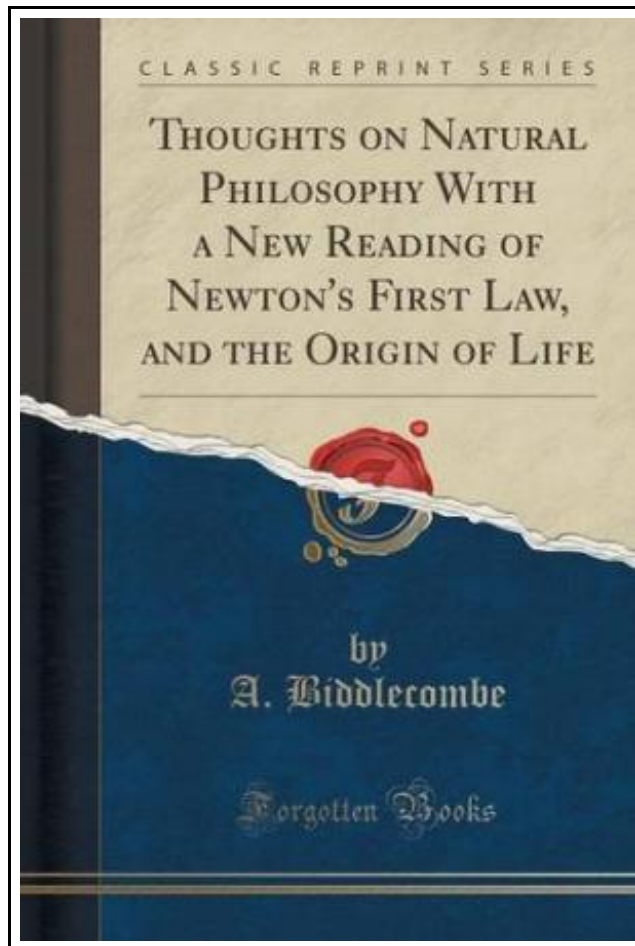 CLASSIC REPRINT SERIES
THOUGHTS ON NATURAL
PHILOSOPHY WITH
A NEW READING OF
NEWTON'S FIRST LAW,
AND THE ORIGIN OF LIFE
by
A. Biddlecombe
Forgotten Books